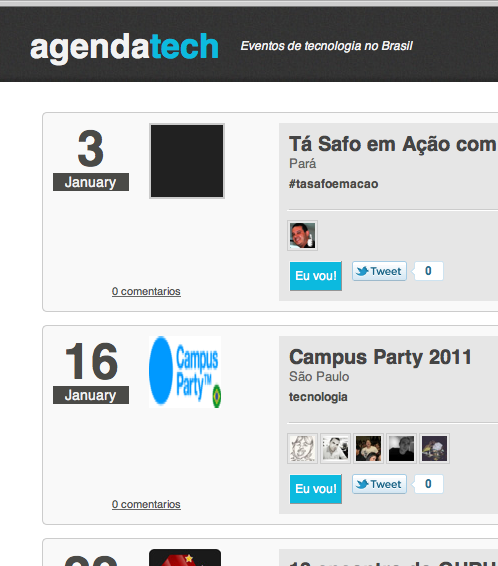 agendatech
Eventos de tecnologia no Brasil
3
January
0 comentarios
Tá Safo em Ação com
Pará
#tasafoemacao
Eu vou!
Tweet
0
16
January
Campus
Party™
0 comentarios
Campus Party 2011
São Paulo
tecnologia
Eu vou!
Tweet
0